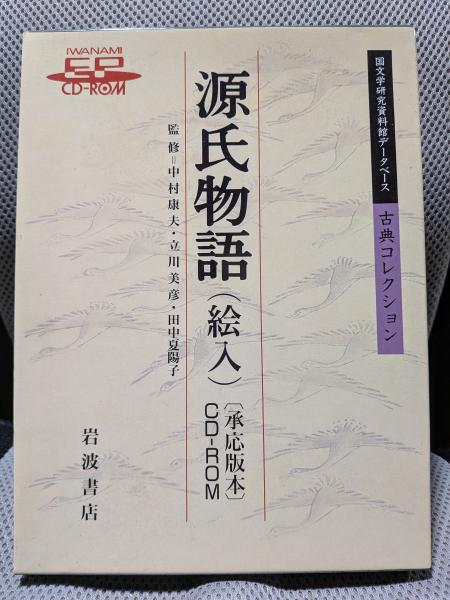 国文学研究資料館データベース
古典コレクション
源氏物語（絵入）
〔承応版本〕
CD-ROM
監修＝中村康夫・立川美彦・田中夏陽子
岩波書店
IWANAMI
EP
CD-ROM